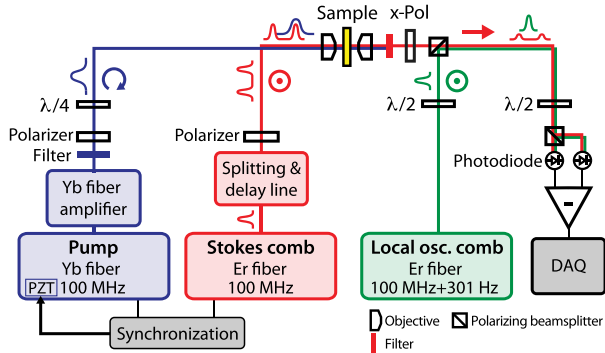 Sample
x-Pol
λ/4
λ/2
λ/2
Polarizer
Polarizer
Filter
Photodiode
Yb fiber
amplifier
Splitting &
delay line
Pump
Yb fiber
100 MHz
PZT
Stokes comb
Er fiber
100 MHz
Local osc. comb
Er fiber
100 MHz+301 Hz
-
DAQ
Synchronization
Objective
Polarizing beamsplitter
Filter